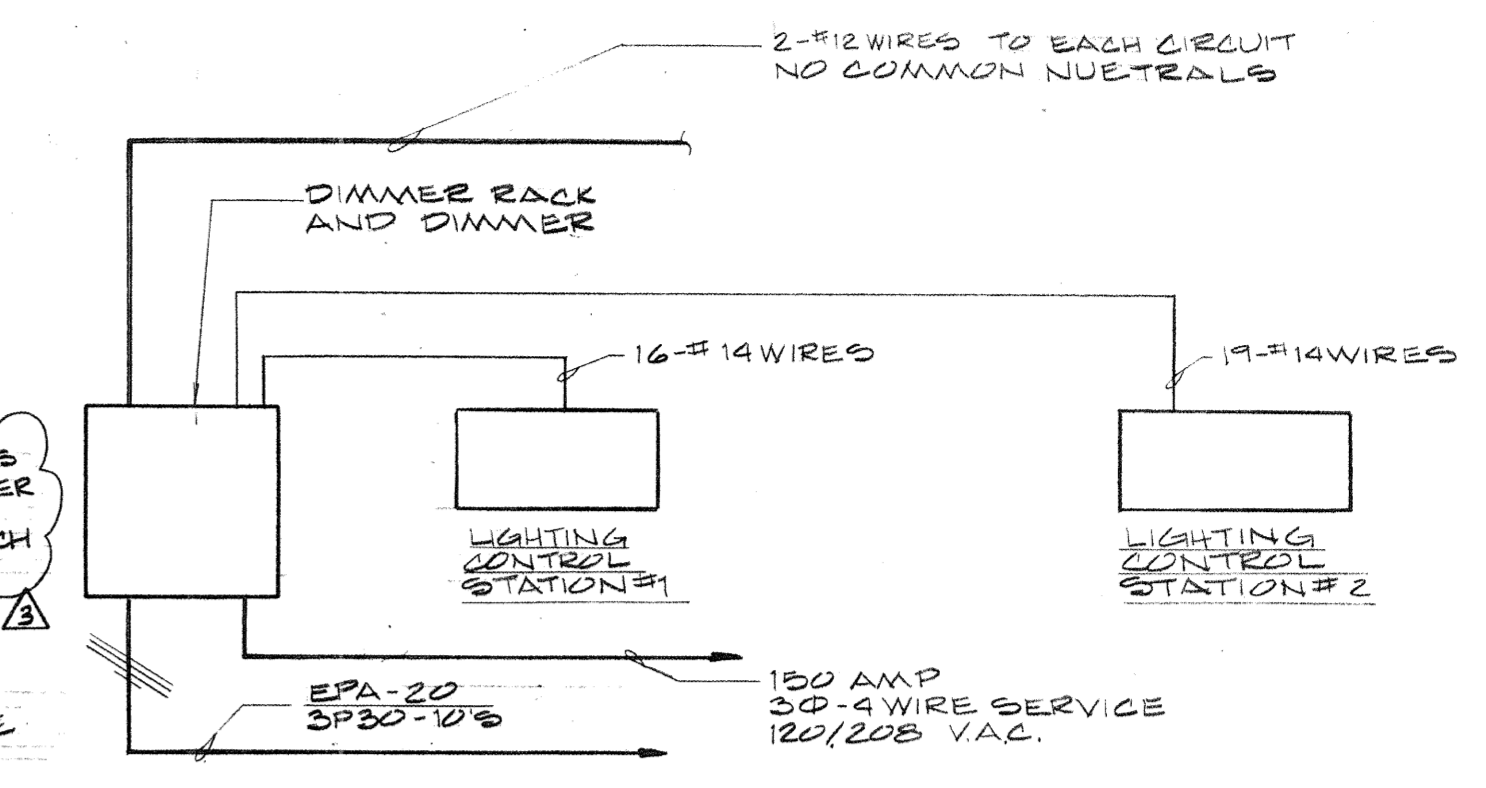 2-#12 WIRES TO EACH CIRCUIT
NO COMMON NUETRALS
DIMMER RACK
AND DIMMER
16-#14 WIRES
19-#14 WIRES
S
ER
CH
3
LIGHTING
CONTROL
STATION #1
LIGHTING
CONTROL
STATION # 2
EPA-20
3P30-10'S
150 AMP
3Φ-4 WIRE SERVICE
120/208 V.A.C.
E